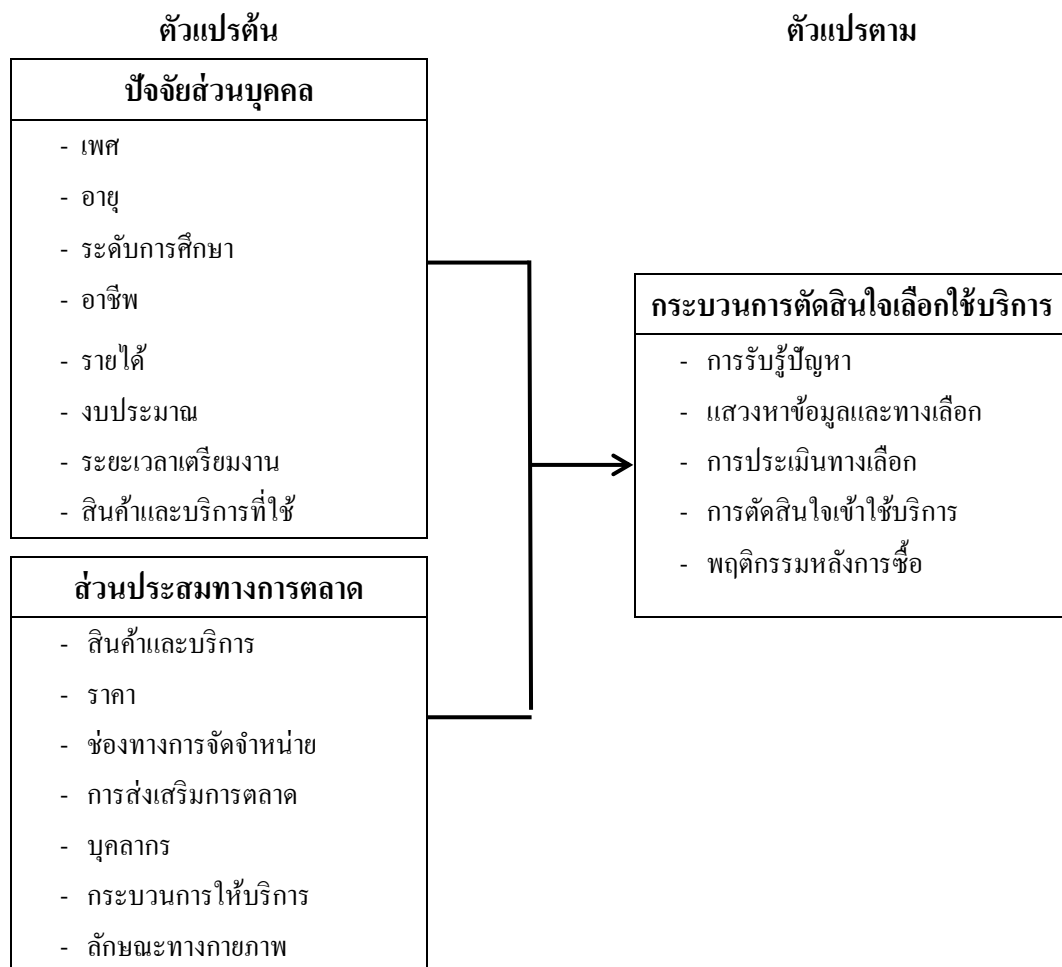 ตัวแปรต้น
ตัวแปรตาม
ปัจจัยส่วนบุคคล
- เพศ
- อายุ
- ระดับการศึกษา
- อาชีพ
- รายได้
- งบประมาณ
- ระยะเวลาเตรียมงาน
- สินค้าและบริการที่ใช้
ส่วนประสมทางการตลาด
- สินค้าและบริการ
- ราคา
- ช่องทางการจัดจำหน่าย
- การส่งเสริมการตลาด
- บุคลากร
- กระบวนการให้บริการ
- ลักษณะทางกายภาพ
กระบวนการตัดสินใจเลือกใช้บริการ
- การรับรู้ปัญหา
- แสวงหาข้อมูลและทางเลือก
- การประเมินทางเลือก
- การตัดสินใจเข้าใช้บริการ
- พฤติกรรมหลังการซื้อ